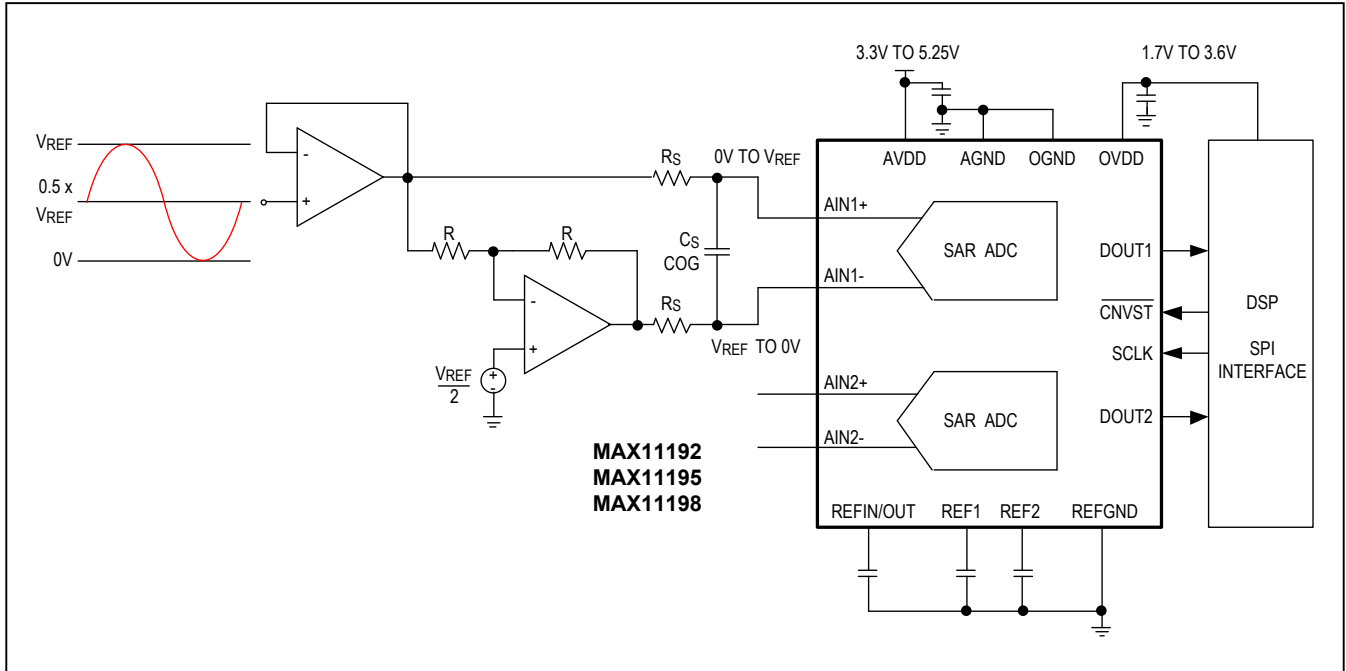 3.3V TO 5.25V
1.7V TO 3.6V
VREF
0.5 x
VREF
0V
-
+
RS
0V TO VREF
R
R
CS
COG
-
+
RS
VREF TO 0V
VREF
2
+
-
AVDD
AGND
OGND
OVDD
AIN1+
SAR ADC
AIN1-
AIN2+
SAR ADC
AIN2-
DOUT1
CNVST
SCLK
DOUT2
DSP
SPI
INTERFACE
MAX11192
MAX11195
MAX11198
REFIN/OUT
REF1
REF2
REFGND